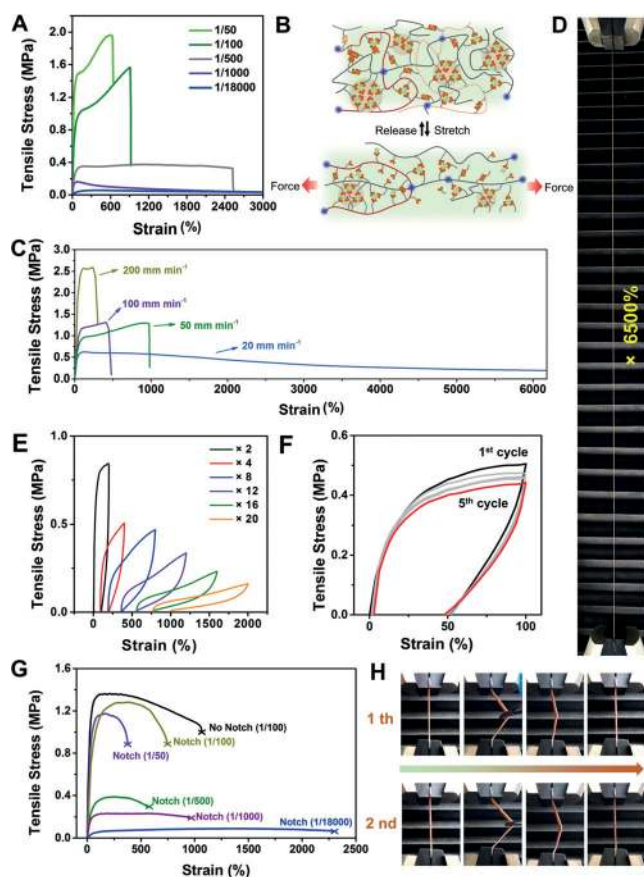 A
Tensile Stress (MPa)
2.0
1.6
1.2
0.8
0.4
0.0
1/50
1/100
1/500
1/1000
1/18000
0 600 1200 1800 2400 3000
Strain (%)
B
Release Stretch
Force Force
D
× 6500%
C
Tensile Stress (MPa)
3.0
2.5
2.0
1.5
1.0
0.5
0.0
200 mm min⁻¹
100 mm min⁻¹
50 mm min⁻¹
20 mm min⁻¹
0 1000 2000 3000 4000 5000 6000
Strain (%)
E
Tensile Stress (MPa)
1.0
0.5
0.0
× 2
× 4
× 8
× 12
× 16
× 20
0 500 1000 1500 2000
Strain (%)
F
Tensile Stress (MPa)
0.6
0.4
0.2
0.0
1st cycle
5th cycle
0 50 100
Strain (%)
G
Tensile Stress (MPa)
1.6
1.2
0.8
0.4
0.0
No Notch (1/100)
Notch (1/100)
Notch (1/50)
Notch (1/500)
Notch (1/1000)
Notch (1/18000)
0 500 1000 1500 2000 2500
Strain (%)
H
1 th
2 nd